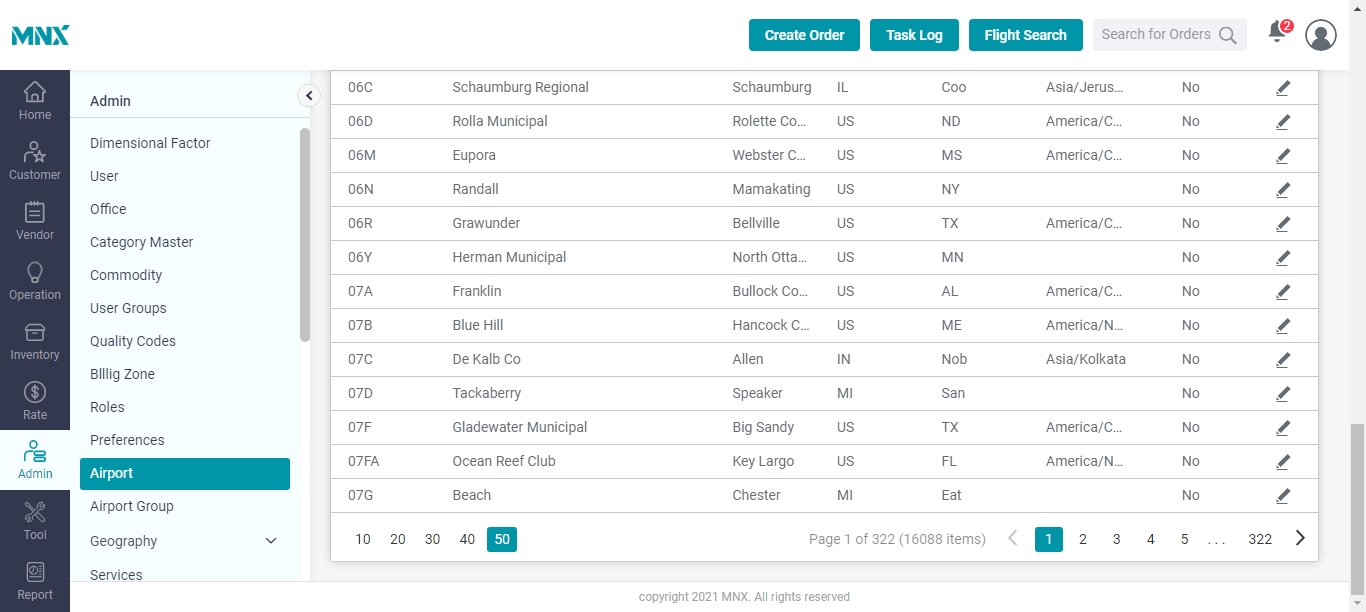 MNX
Create Order
Task Log
Flight Search
Search for Orders
2
Home
Customer
Vendor
Operation
Inventory
Rate
Admin
Tool
Report
Admin
Dimensional Factor
User
Office
Category Master
Commodity
User Groups
Quality Codes
Blllig Zone
Roles
Preferences
Airport
Airport Group
Geography
Services
06C Schaumburg Regional Schaumburg IL Coo Asia/Jerus... No
06D Rolla Municipal Rolette Co... US ND America/C... No
06M Eupora Webster C... US MS America/C... No
06N Randall Mamakating US NY No
06R Grawunder Bellville US TX America/C... No
06Y Herman Municipal North Otta... US MN No
07A Franklin Bullock Co... US AL America/C... No
07B Blue Hill Hancock C... US ME America/N... No
07C De Kalb Co Allen IN Nob Asia/Kolkata No
07D Tackaberry Speaker MI San No
07F Gladewater Municipal Big Sandy US TX America/C... No
07FA Ocean Reef Club Key Largo US FL America/N... No
07G Beach Chester MI Eat No
10 20 30 40 50 Page 1 of 322 (16088 items) 1 2 3 4 5 ... 322
copyright 2021 MNX. All rights reserved